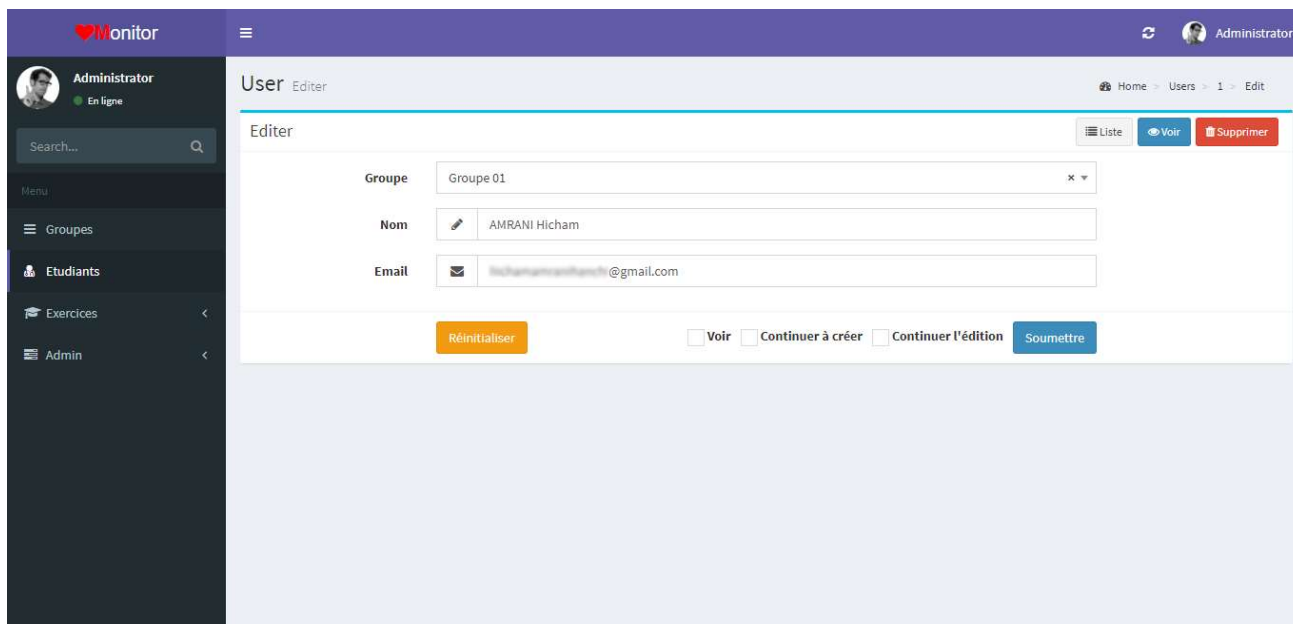 Monitor
Administrator
Administrator
En ligne
Search...
Menu
Groupes
Etudiants
Exercices
Admin
User Editer
Home > Users > 1 > Edit
Editer
Liste Voir Supprimer
Groupe Groupe 01
Nom AMRANI Hicham
Email @gmail.com
Réinitialiser Voir Continuer à créer Continuer l'édition Soumettre